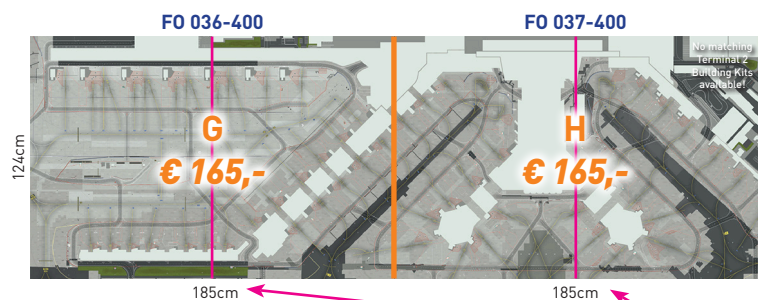 FO 036-400
FO 037-400
No matching
Terminal 2
Building Kits
available!
G
H
€ 165,-
€ 165,-
124cm
185cm
185cm